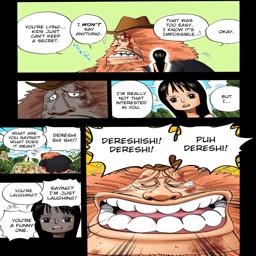 YOU'RE LYING...
KIDS JUST
CAN'T KEEP
A SECRET.
I WON'T
SAY
ANYTHING.
THAT WAS
TOO EASY.
I KNOW IT'S
IMPOSSIBLE.
OKAY.
I'M REALLY
NOT THAT
INTERESTED
IN YOU.
BUT
I...
WHAT ARE
YOU SAYING?
WHAT DOES
IT MEAN?
DERESHI
SHI SHI!
DERESHISHI!
DERESHI!
PUH
DERESHI!
YOU'RE
LAUGHING?
SAYING?
I'M JUST
LAUGHING!
YOU'RE
A FUNNY
ONE.